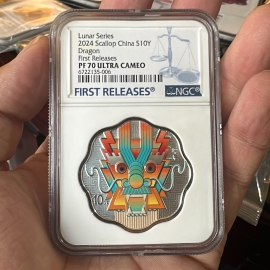 Lunar Series
2024 Scallop China S10Y
Dragon
First Releases
PF 70 ULTRA CAMEO
6722135-006
FIRST RELEASES
NGC
10